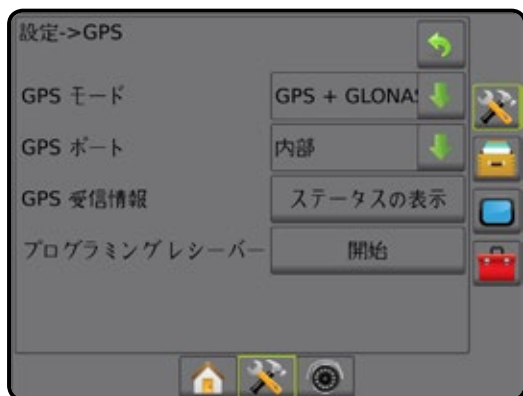 設定->GPS
GPS モード
GPS + GLONA
GPS ポート
内部
GPS 受信情報
ステータスの表示
プログラミングレシーバー
開始